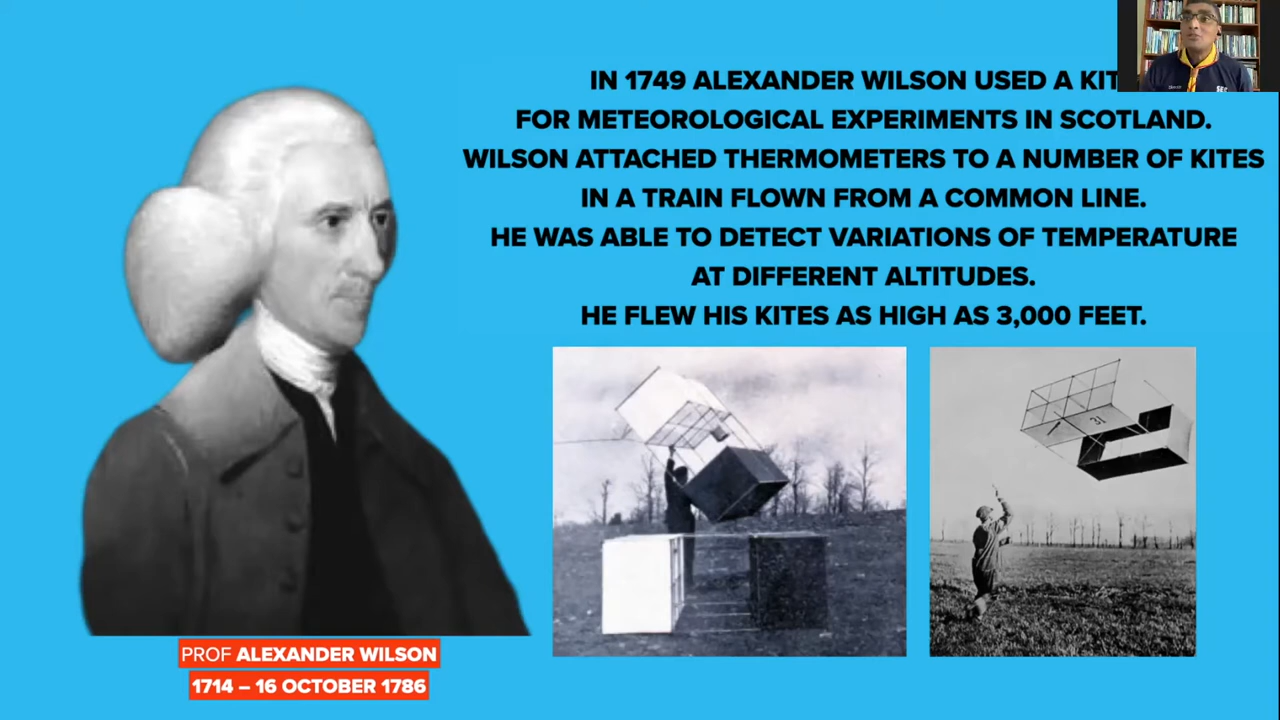 IN 1749 ALEXANDER WILSON USED A
FOR METEOROLOGICAL EXPERIMENTS IN SCOTLAND.
WILSON ATTACHED THERMOMETERS TO A NUMBER OF KITES
IN A TRAIN FLOWN FROM A COMMON LINE.
HE WAS ABLE TO DETECT VARIATIONS OF TEMPERATURE
AT DIFFERENT ALTITUDES.
HE FLEW HIS KITES AS HIGH AS 3,000 FEET.
31
PROF ALEXANDER WILSON
1714 – 16 OCTOBER 1786